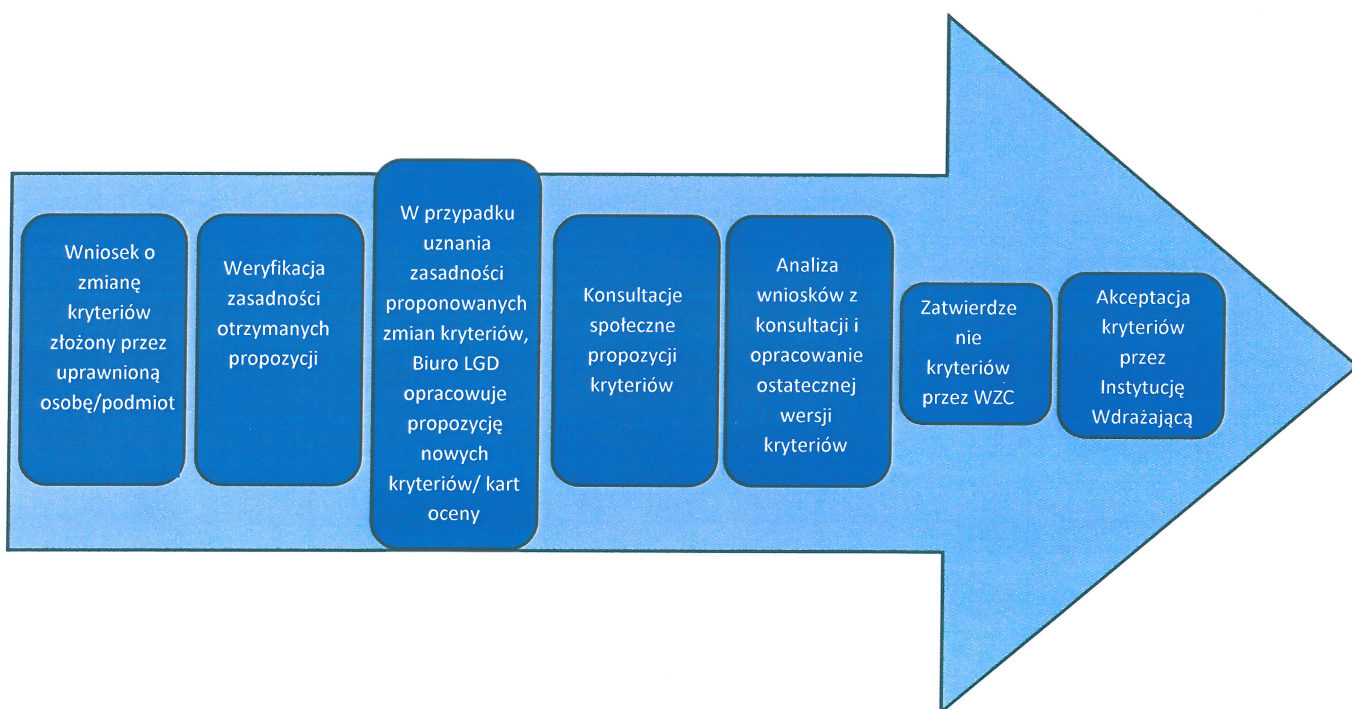 Wniosek o
zmianę
kryteriów
złożony przez
uprawnioną
osobę/podmiot
Weryfikacja
zasadności
otrzymanych
propozycji
W przypadku
uznania
zasadności
proponowanych
zmian kryteriów,
Biuro LGD
opracowuje
propozycję
nowych
kryteriów/ kart
oceny
Konsultacje
społeczne
propozycji
kryteriów
Analiza
wniosków z
konsultacji i
opracowanie
ostatecznej
wersji
kryteriów
Zatwierdze
nie
kryteriów
przez WZC
Akceptacja
kryteriów
przez
Instytucję
Wdrażającą